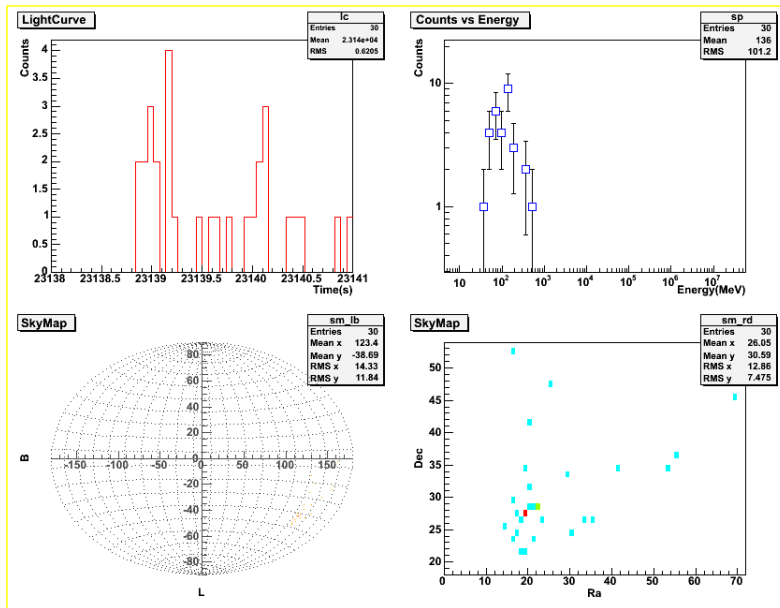 LightCurve
lc
Entries 30
Mean 2.314e+04
RMS 0.6205
Counts
4
3.5
3
2.5
2
1.5
1
0.5
0
23138 23138.5 23139 23139.5 23140 23140.5 23141
Time(s)
Counts vs Energy
sp
Entries 30
Mean 136
RMS 101.2
Counts
10
1
10 10² 10³ 10⁴ 10⁵ 10⁶ 10⁷
Energy(MeV)
SkyMap
sm_lb
Entries 30
Mean x 123.4
Mean y -38.69
RMS x 14.33
RMS y 11.84
B
80
60
40
20
-150 -100 -50 0 50 100 150
0
-20
-40
-60
-80
L
SkyMap
sm_rd
Entries 30
Mean x 26.05
Mean y 30.59
RMS x 12.86
RMS y 7.475
Dec
50
45
40
35
30
25
20
0 10 20 30 40 50 60 70
Ra